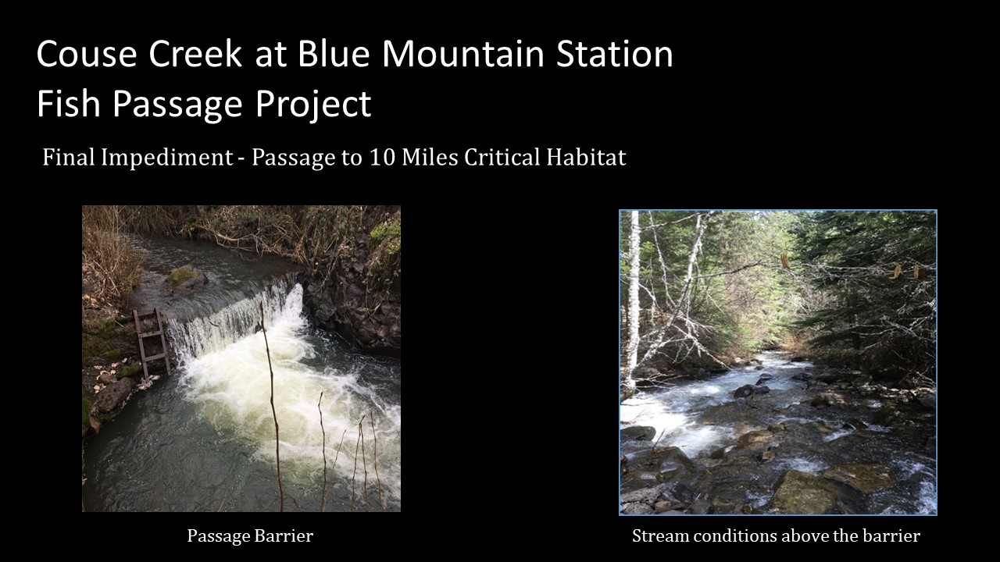 Couse Creek at Blue Mountain Station
Fish Passage Project
Final Impediment - Passage to 10 Miles Critical Habitat
Passage Barrier
Stream conditions above the barrier